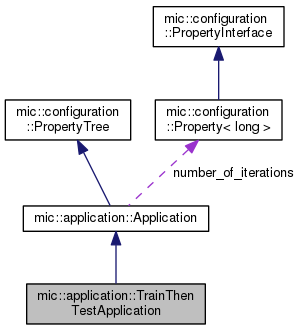 mic::configuration
::PropertyInterface
mic::configuration
::PropertyTree
mic::configuration
::Property< long >
number_of_iterations
mic::application::Application
mic::application::TrainThen
TestApplication